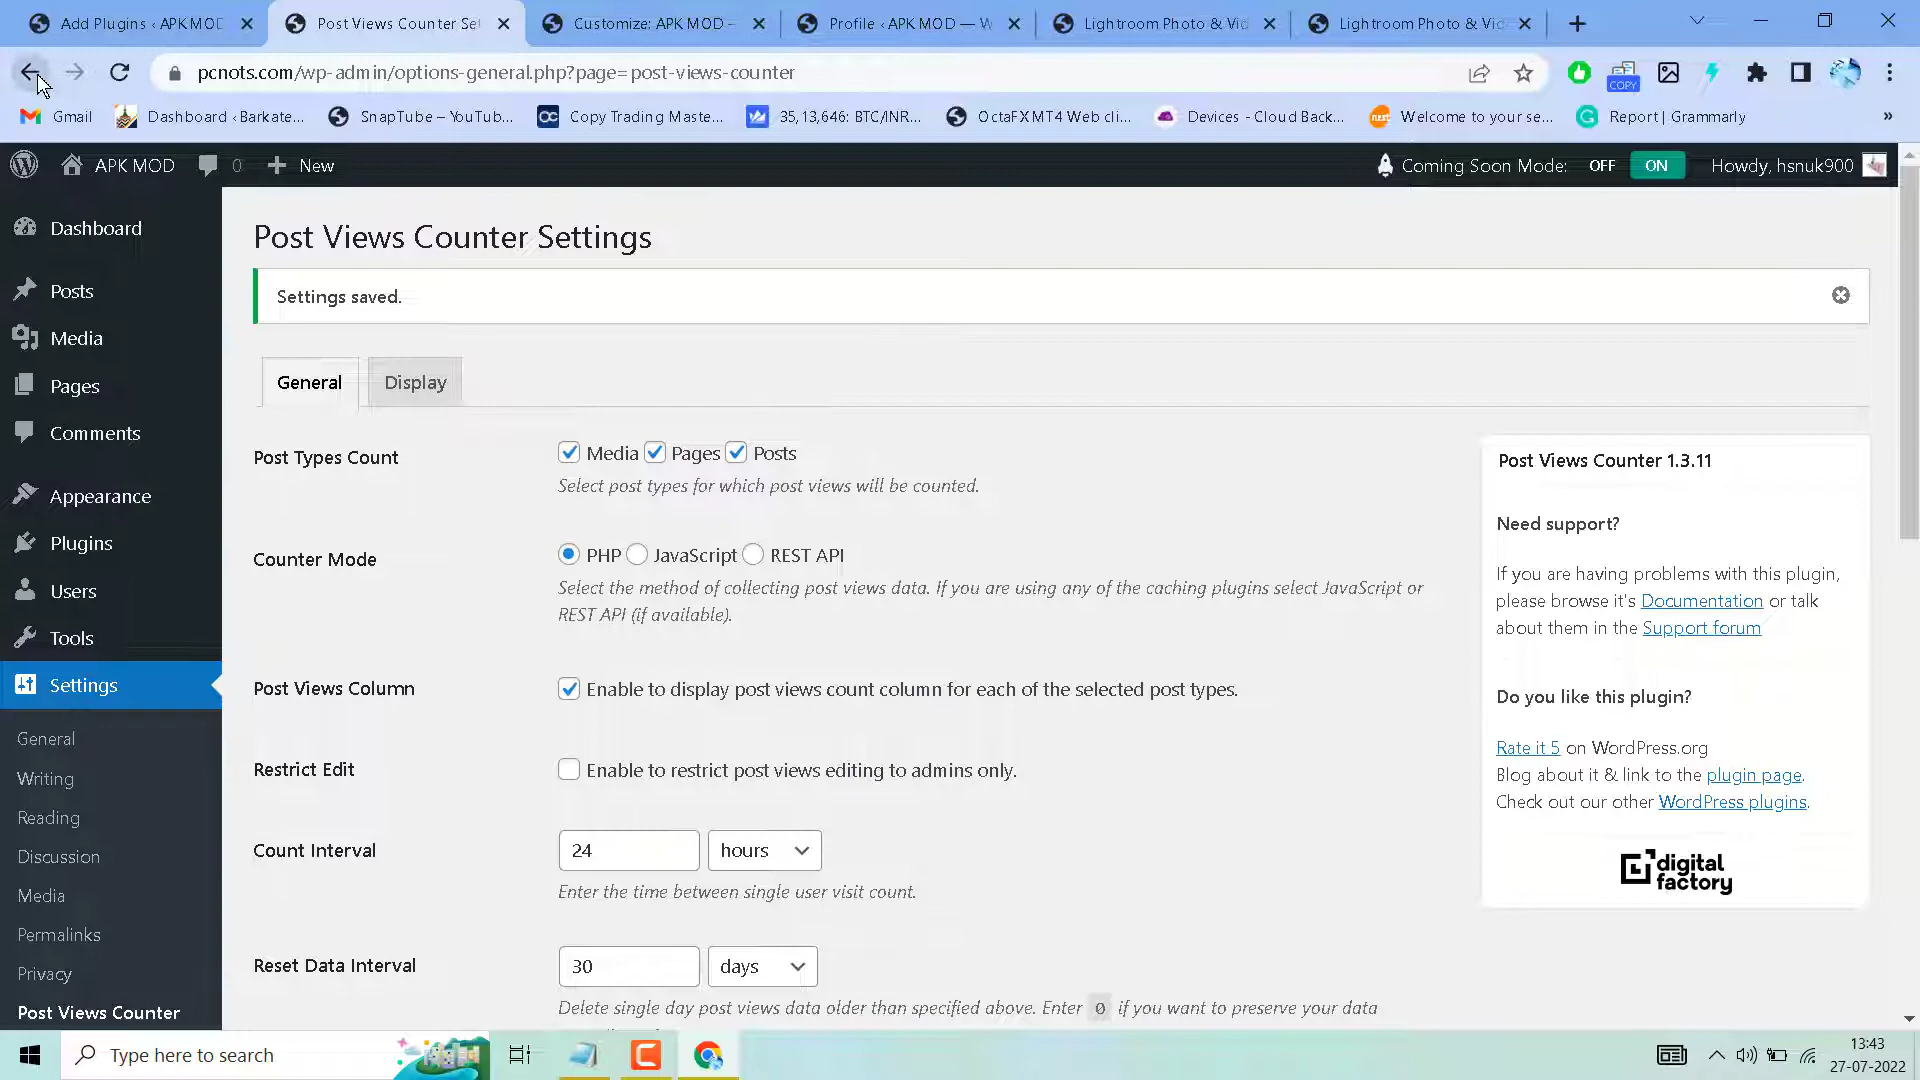 Add Plugins ‹ APK MOD
Post Views Counter Set
Customize: APK MOD –
Profile ‹ APK MOD — W
Lightroom Photo & Vid
Lightroom Photo & Vid
pcnots.com/wp-admin/options-general.php?page=post-views-counter
COPY
Gmail
Dashboard ‹ Barkate...
SnapTube – YouTub...
Copy Trading Maste...
35,13,646: BTC/INR...
OctaFX MT4 Web cli...
Devices - Cloud Back...
Welcome to your se...
Report | Grammarly
»
APK MOD
0
New
Coming Soon Mode: OFF ON
Howdy, hsnuk900
Dashboard
Posts
Media
Pages
Comments
Appearance
Plugins
Users
Tools
Settings
General
Writing
Reading
Discussion
Media
Permalinks
Privacy
Post Views Counter
Post Views Counter Settings
Settings saved.
General Display
Post Types Count
Media Pages Posts
Select post types for which post views will be counted.
Counter Mode
PHP JavaScript REST API
Select the method of collecting post views data. If you are using any of the caching plugins select JavaScript or
REST API (if available).
Post Views Column
Enable to display post views count column for each of the selected post types.
Restrict Edit
Enable to restrict post views editing to admins only.
Count Interval
24 hours
Enter the time between single user visit count.
Reset Data Interval
30 days
Delete single day post views data older than specified above. Enter 0 if you want to preserve your data
Post Views Counter 1.3.11
Need support?
If you are having problems with this plugin,
please browse it's Documentation or talk
about them in the Support forum
Do you like this plugin?
Rate it 5 on WordPress.org
Blog about it & link to the plugin page.
Check out our other WordPress plugins.
digital
factory
Type here to search
13:43
27-07-2022